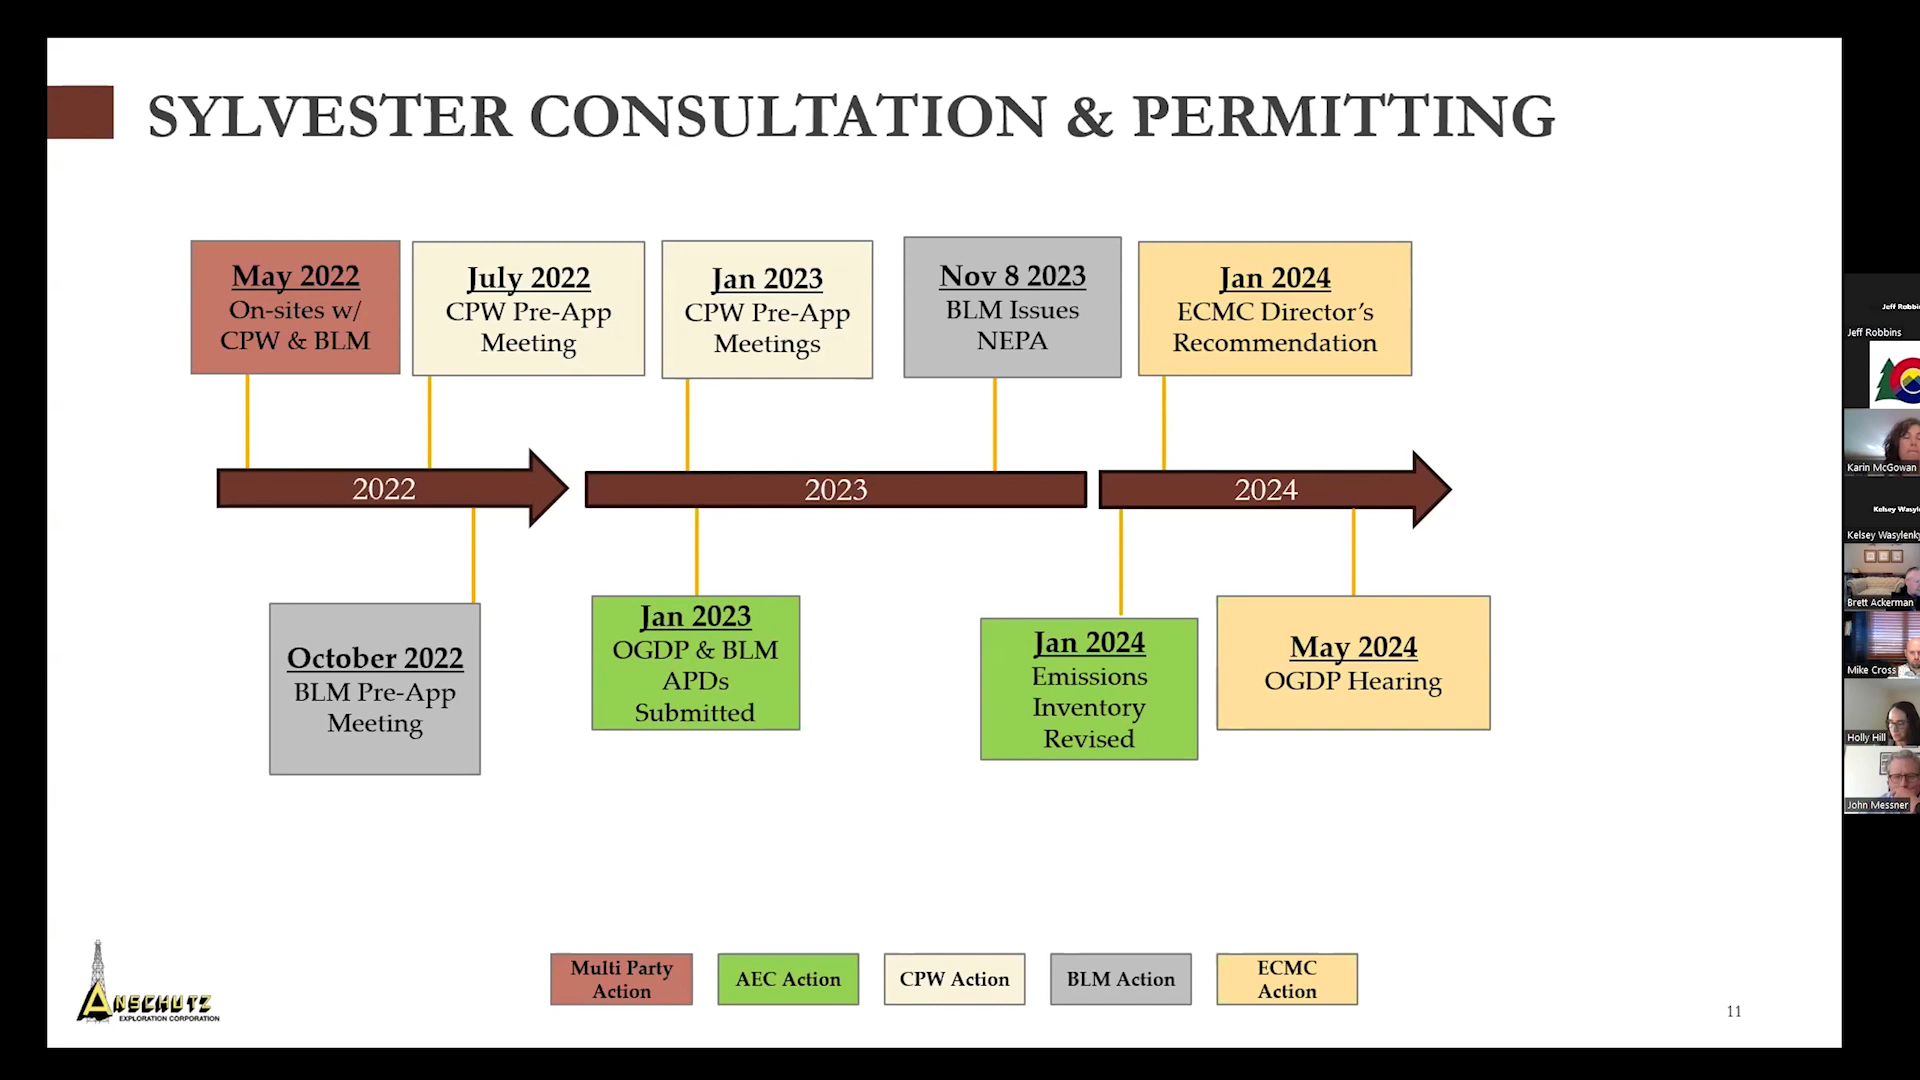 SYLVESTER CONSULTATION & PERMITTING
May 2022
On-sites w/
CPW & BLM
July 2022
CPW Pre-App
Meeting
Jan 2023
CPW Pre-App
Meetings
Nov 8 2023
BLM Issues
NEPA
Jan 2024
ECMC Director’s
Recommendation
2022
2023
2024
October 2022
BLM Pre-App
Meeting
Jan 2023
OGDP & BLM
APDs
Submitted
Jan 2024
Emissions
Inventory
Revised
May 2024
OGDP Hearing
Multi Party
Action
AEC Action
CPW Action
BLM Action
ECMC
Action
ANSCHUTZ
EXPLORATION CORPORATION
11
Jeff Robbin
Jeff Robbins
Karin McGowan
Kelsey Wasyle
Kelsey Wasylenky
Brett Ackerman
Mike Cross
Holly Hill
John Messner